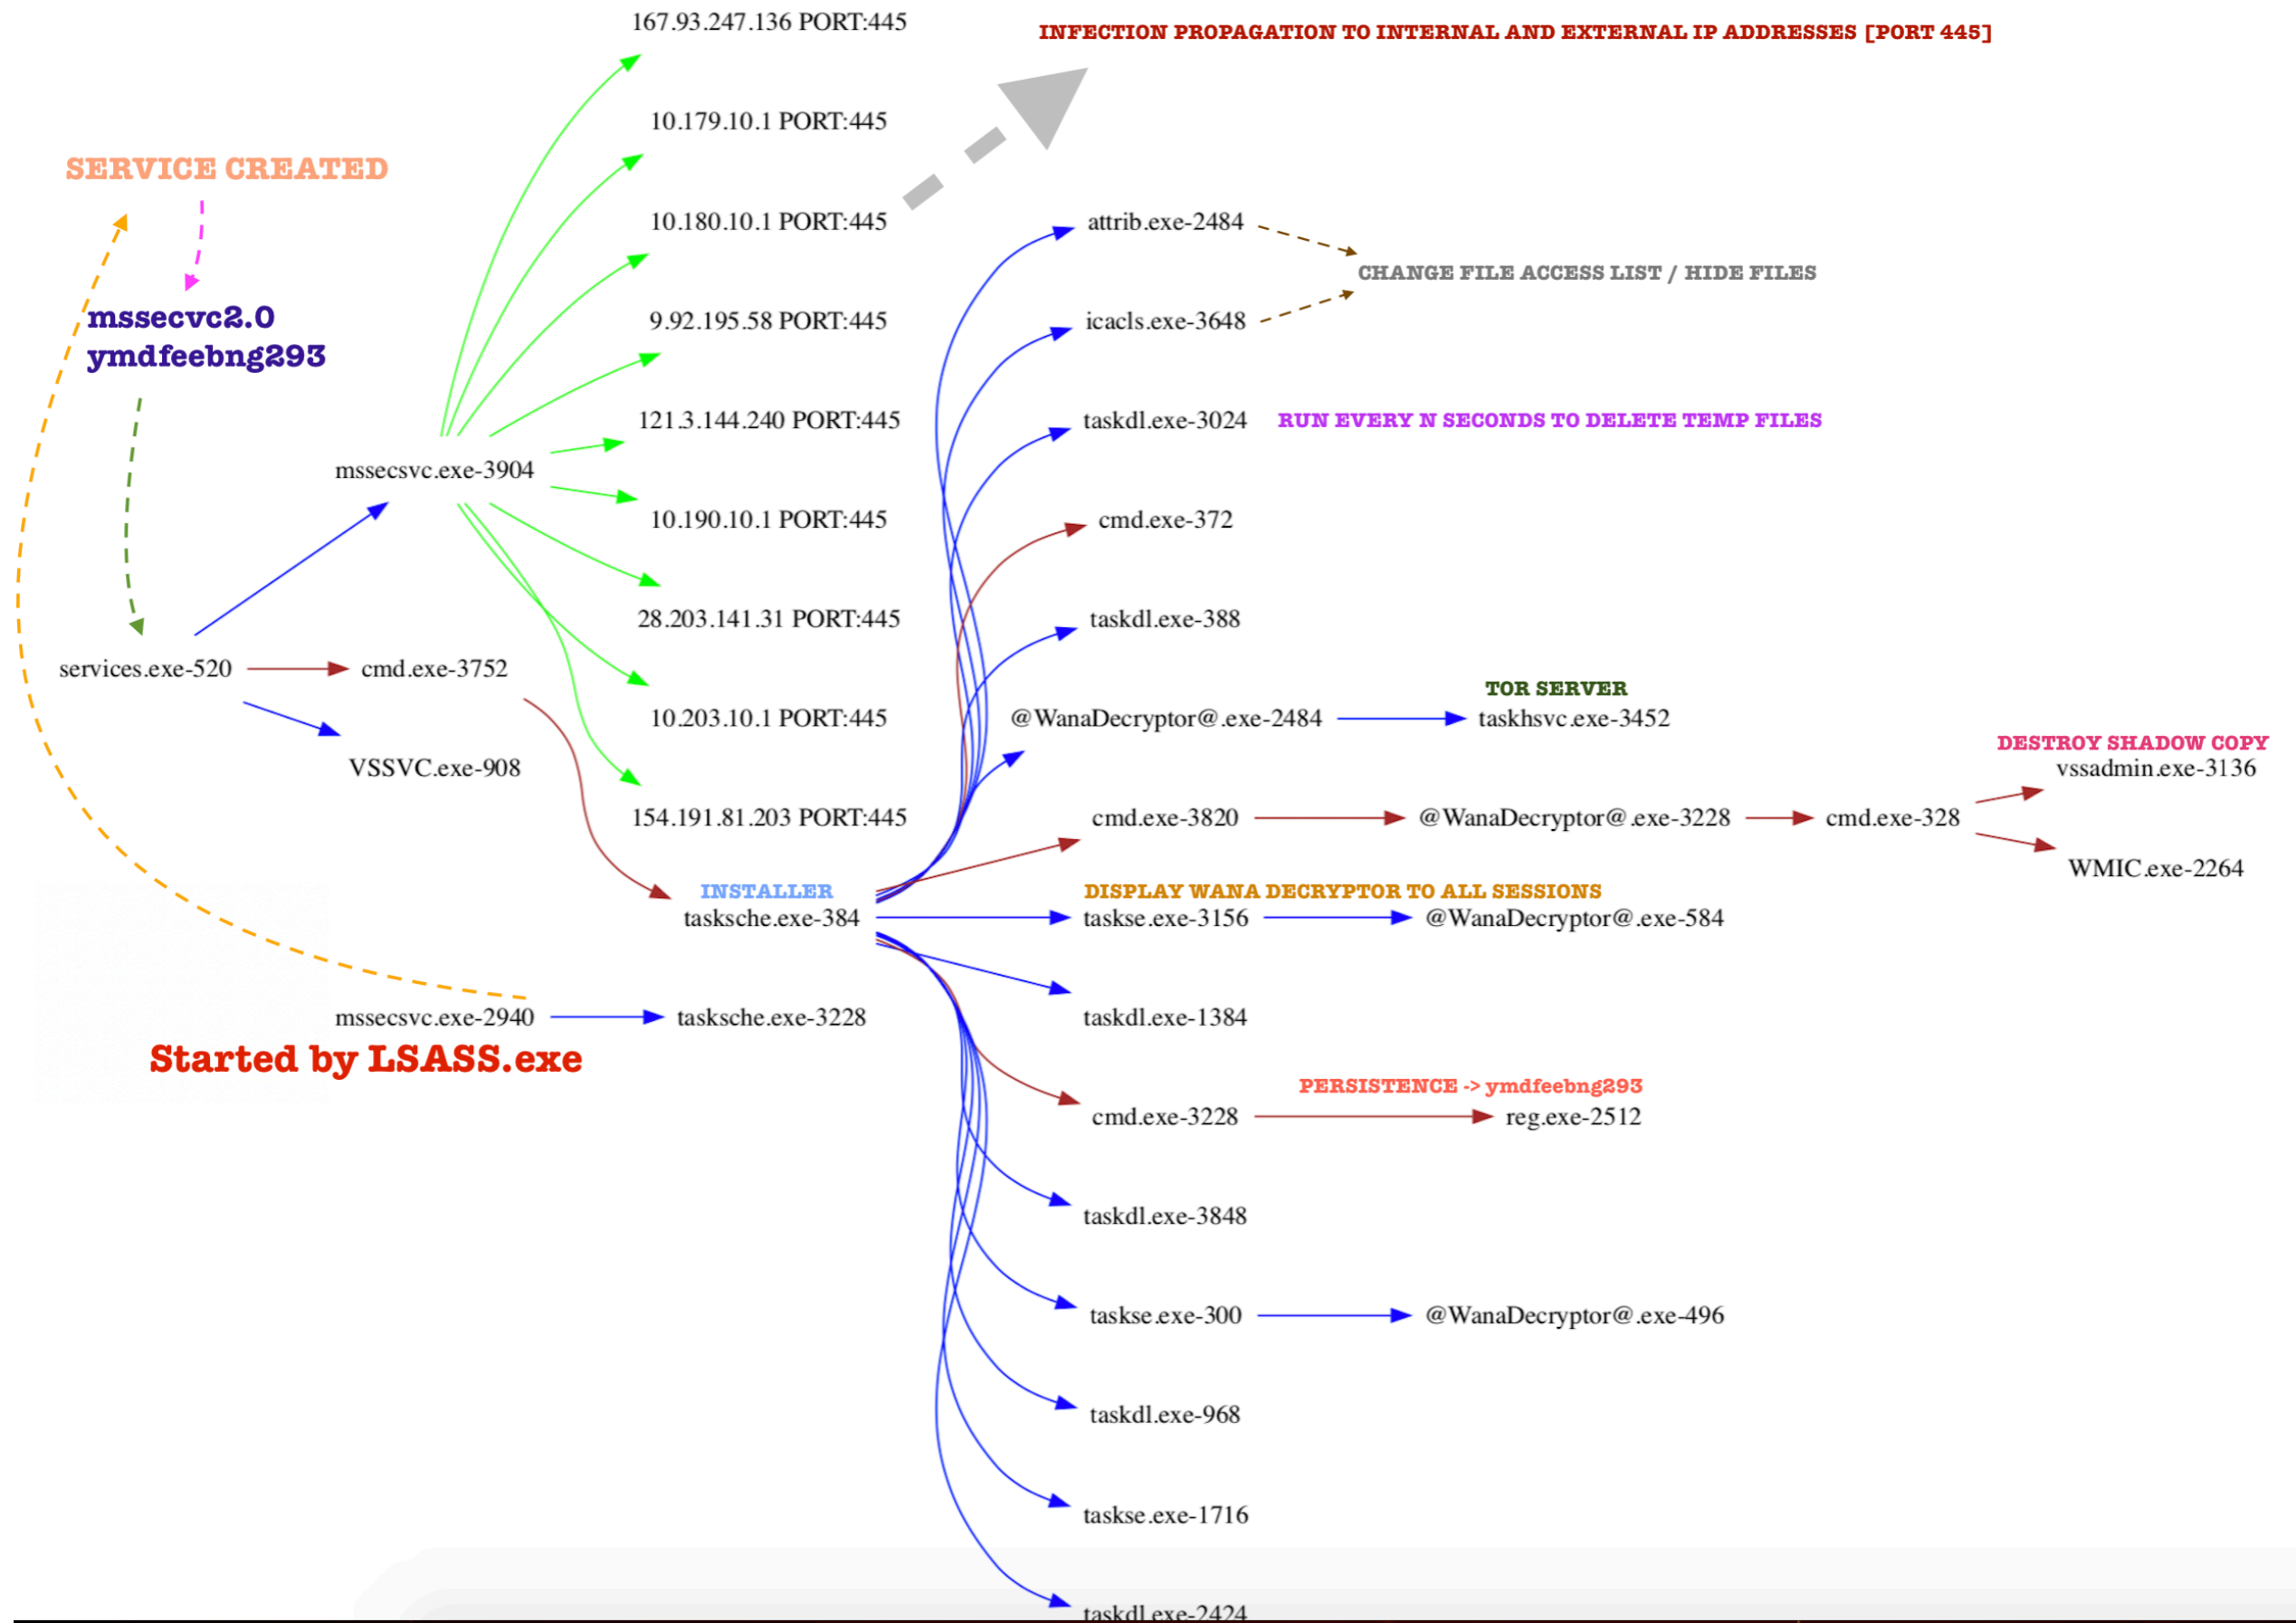 167.93.247.136 PORT:445
INFECTION PROPAGATION TO INTERNAL AND EXTERNAL IP ADDRESSES [PORT 445]
10.179.10.1 PORT:445
SERVICE CREATED
10.180.10.1 PORT:445
attrib.exe-2484
CHANGE FILE ACCESS LIST / HIDE FILES
mssecvc2.0
ymdfeebng293
9.92.195.58 PORT:445
icacls.exe-3648
121.3.144.240 PORT:445
taskdl.exe-3024
RUN EVERY N SECONDS TO DELETE TEMP FILES
mssecsvc.exe-3904
10.190.10.1 PORT:445
cmd.exe-372
28.203.141.31 PORT:445
taskdl.exe-388
services.exe-520
cmd.exe-3752
TOR SERVER
10.203.10.1 PORT:445
@WanaDecryptor@.exe-2484
taskhsvc.exe-3452
DESTROY SHADOW COPY
VSSVC.exe-908
vssadmin.exe-3136
154.191.81.203 PORT:445
cmd.exe-3820
@WanaDecryptor@.exe-3228
cmd.exe-328
WMIC.exe-2264
INSTALLER
DISPLAY WANA DECRYPTOR TO ALL SESSIONS
tasksche.exe-384
taskse.exe-3156
@WanaDecryptor@.exe-584
mssecsvc.exe-2940
tasksche.exe-3228
taskdl.exe-1384
Started by LSASS.exe
PERSISTENCE -> ymdfeebng293
cmd.exe-3228
reg.exe-2512
taskdl.exe-3848
taskse.exe-300
@WanaDecryptor@.exe-496
taskdl.exe-968
taskse.exe-1716
taskdl.exe-2424